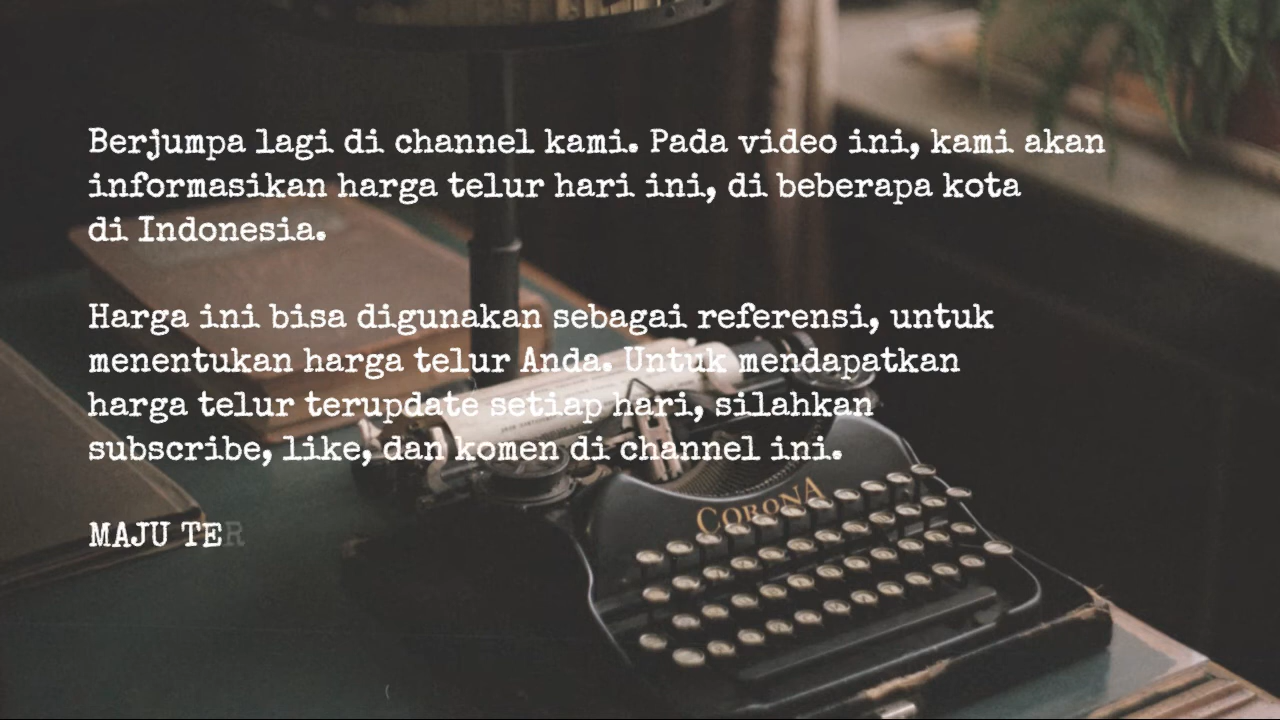 Berjumpa lagi di channel kami. Pada video ini, kami akan
informasikan harga telur hari ini, di beberapa kota
di Indonesia.
Harga ini bisa digunakan sebagai referensi, untuk
menentukan harga telur Anda. Untuk mendapatkan
harga telur terupdate setiap hari, silahkan
subscribe, like, dan komen di channel ini.
MAJU TER
CORONA